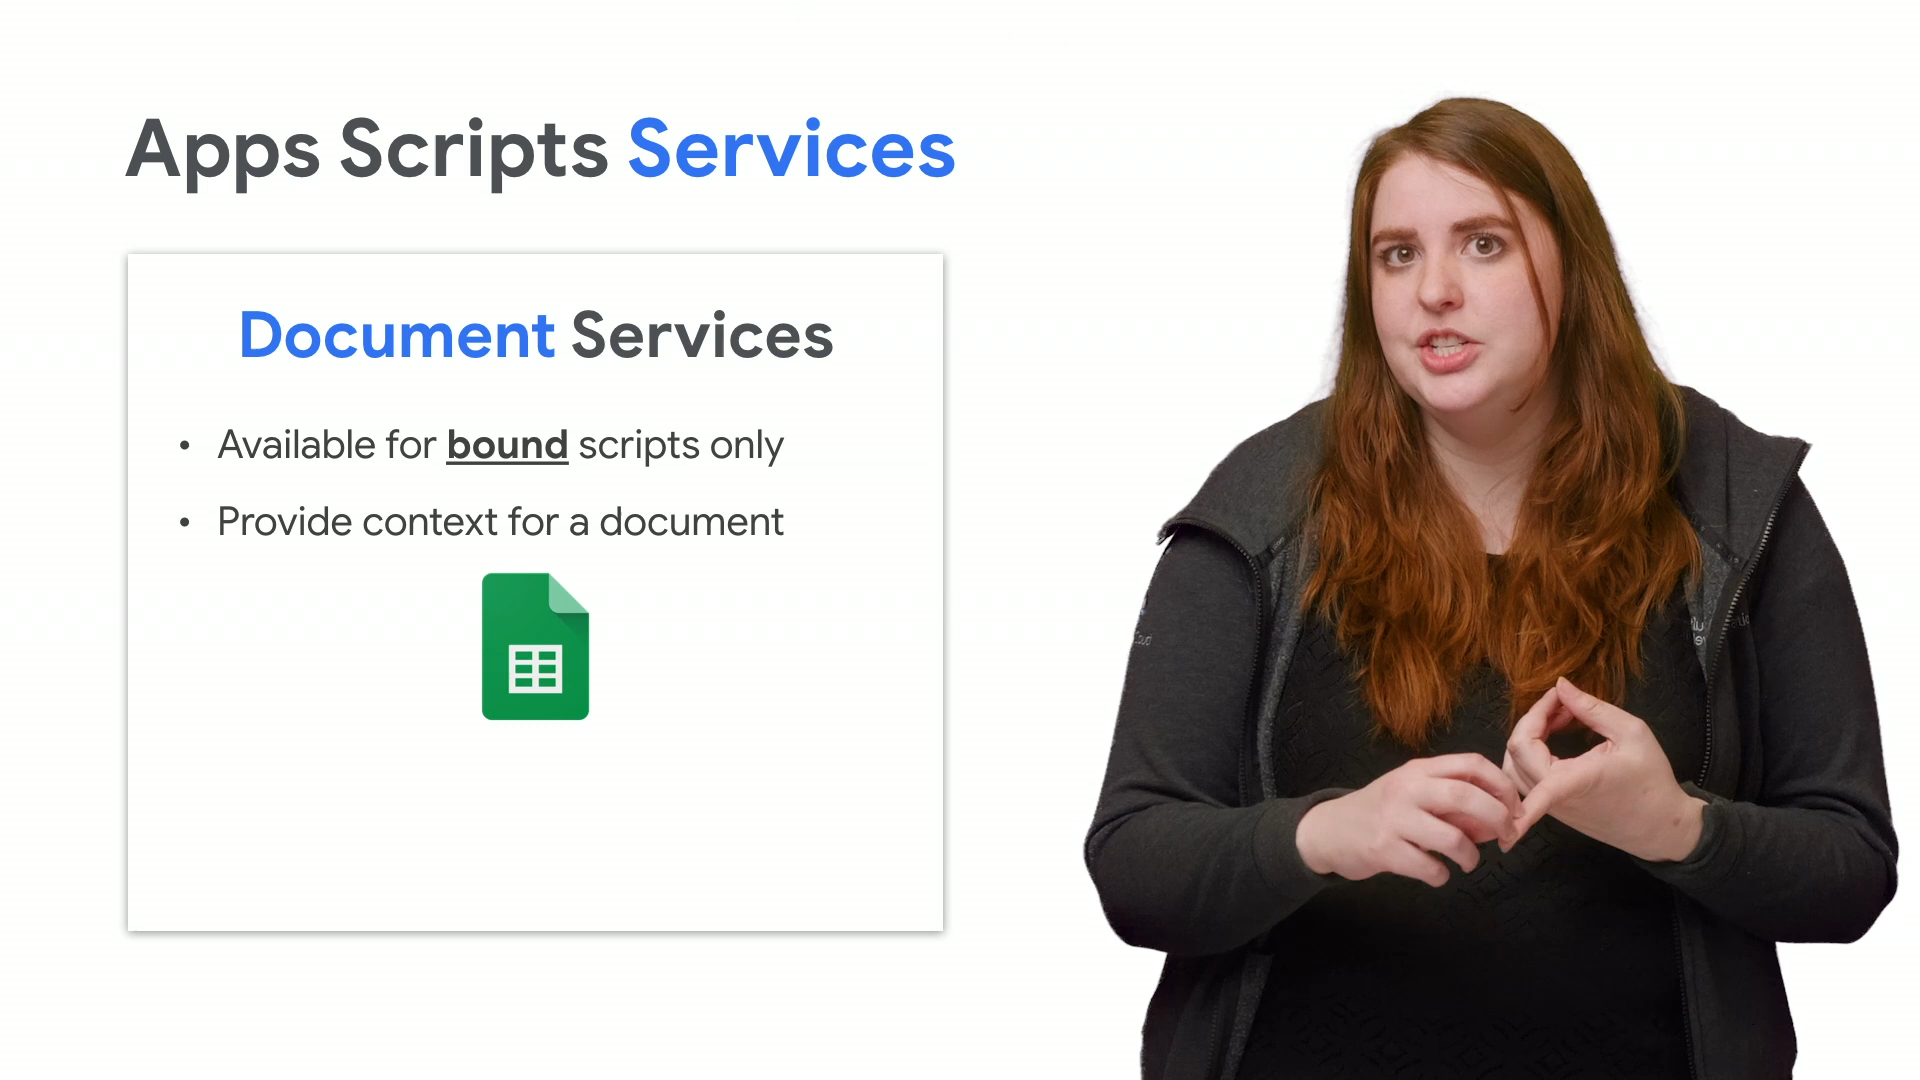 Apps Scripts Services
Document Services
• Available for bound scripts only
• Provide context for a document